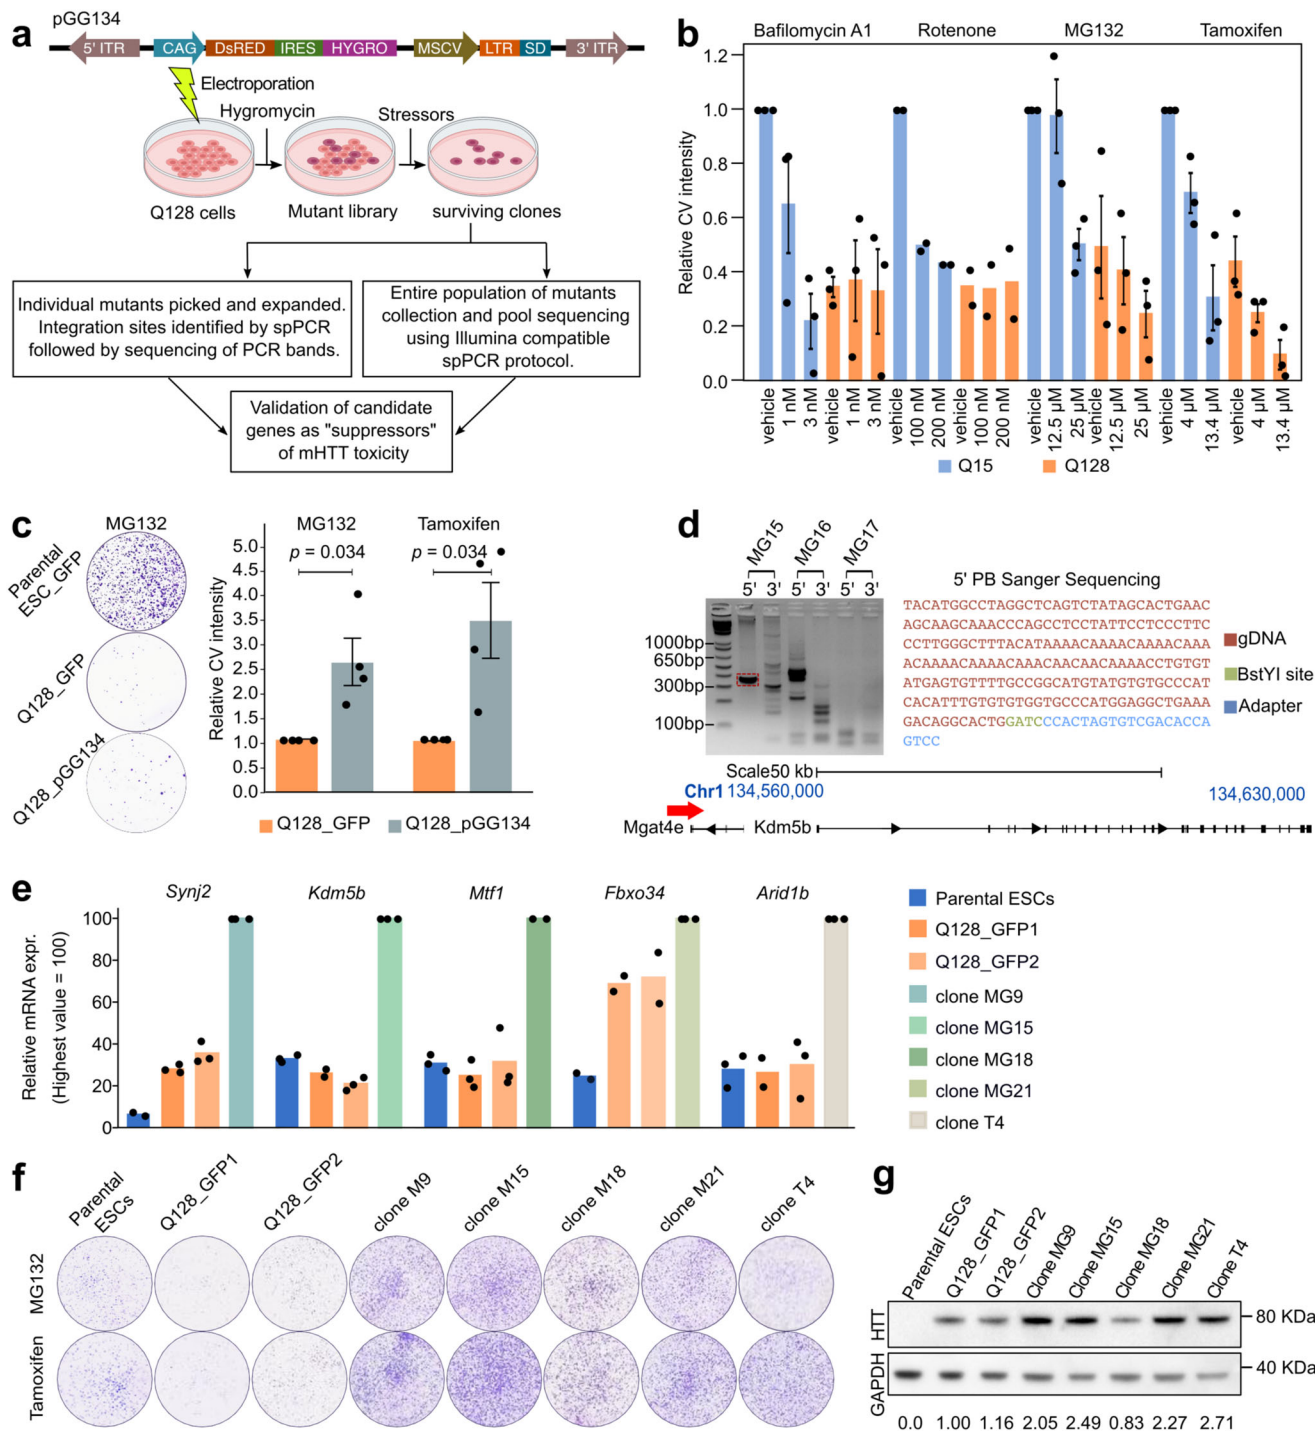 a
pGG134
5' ITR CAG DsRED IRES HYGRO MSCV LTR SD 3' ITR
Electroporation
Hygromycin
Stressors
Q128 cells
Mutant library
surviving clones
Individual mutants picked and expanded.
Integration sites identified by spPCR
followed by sequencing of PCR bands.
Entire population of mutants
collection and pool sequencing
using Illumina compatible
spPCR protocol.
Validation of candidate
genes as "suppressors"
of mHTT toxicity
b
Bafilomycin A1 Rotenone MG132 Tamoxifen
Relative CV intensity
1.2
1.0
0.8
0.6
0.4
0.2
0.0
vehicle 1 nM 3 nM vehicle 1 nM 3 nM vehicle 100 nM 200 nM vehicle 100 nM 200 nM vehicle 12.5 µM 25 µM vehicle 12.5 µM 25 µM vehicle 4 µM 13.4 µM vehicle 4 µM 13.4 µM
Q15 Q128
c
MG132
Parental
ESC_GFP
Q128_GFP
Q128_pGG134
MG132 Tamoxifen
p = 0.034 p = 0.034
Relative CV intensity
5.0
4.5
4.0
3.5
3.0
2.5
2.0
1.5
1.0
0.5
0.0
Q128_GFP Q128_pGG134
d
MG15 MG16 MG17
5' 3' 5' 3' 5' 3'
1000bp
650bp
300bp
100bp
5' PB Sanger Sequencing
TACATGGCCTAGGCTCAGTCTATAGCACTGAAC
AGCAAGCAAACCCAGCCTCCTATTCCTCCCTTC
CCTTGGGCTTTACATAAAACAAAACAAAACAAA
ACAAAACAAAACAAACAACAACAAAACCTGTGT
ATGAGTGTTTTGCCGGCATGTATGTGTGCCCAT
CACATTTGTGTGTGGTGCCCATGGAGGCTGAAA
GACAGGCACTGGATCCCACTAGTGTCGACACCA
GTCC
gDNA
BstYI site
Adapter
Scale50 kb
Chr1 134,560,000 134,630,000
Mgat4e Kdm5b
e
Synj2 Kdm5b Mtf1 Fbxo34 Arid1b
Relative mRNA expr.
(Highest value = 100)
100
80
60
40
20
0
Parental ESCs
Q128_GFP1
Q128_GFP2
clone MG9
clone MG15
clone MG18
clone MG21
clone T4
f
Parental
ESCs
Q128_GFP1
Q128_GFP2
clone M9
clone M15
clone M18
clone M21
clone T4
MG132
Tamoxifen
g
Parental ESCs
Q128_GFP1
Q128_GFP2
Clone MG9
Clone MG15
Clone MG18
Clone MG21
Clone T4
HTT
80 KDa
GAPDH
40 KDa
0.0 1.00 1.16 2.05 2.49 0.83 2.27 2.71